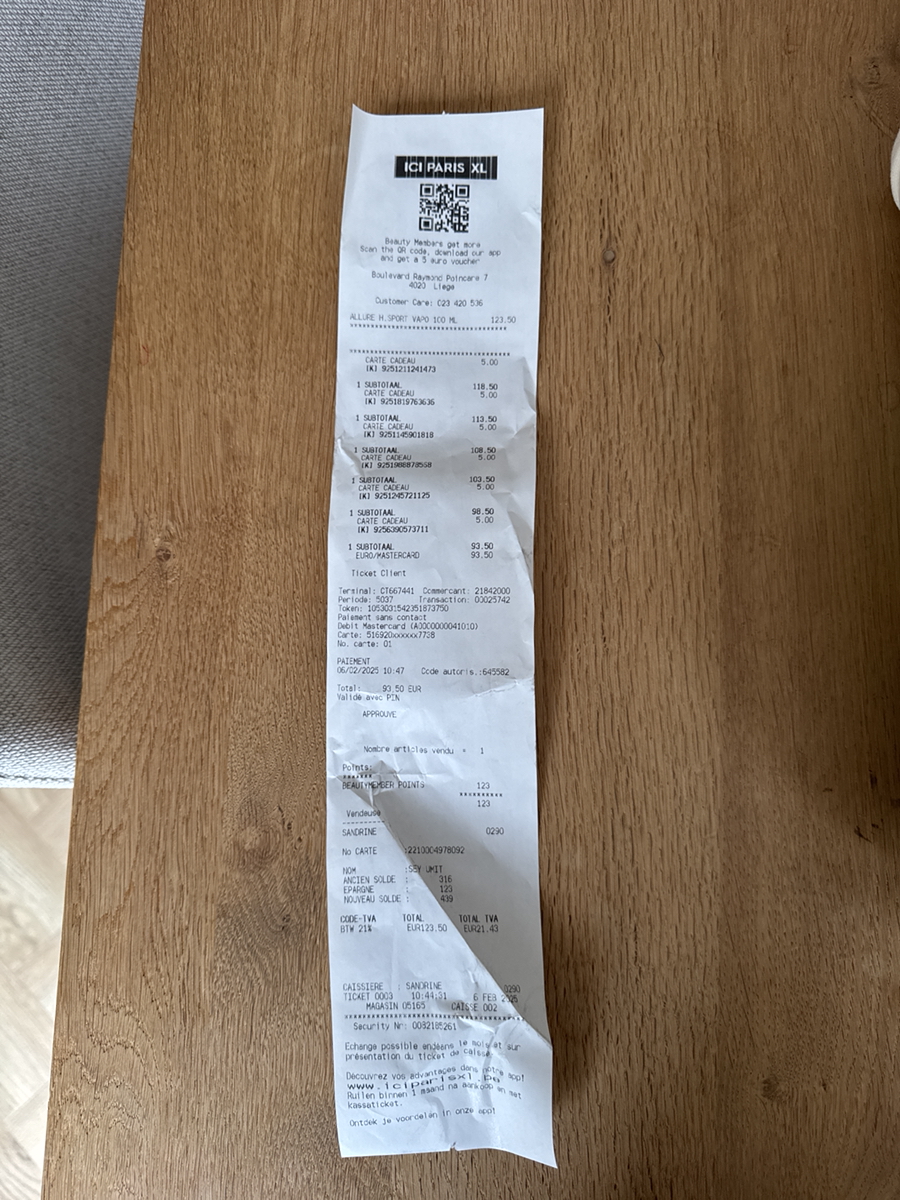 ICI PARIS XL
Beauty Members get more
Scan the QR code, download our app
and get a 5 euro voucher
Boulevard Raymond Poincare 7
4020 Liege
Customer Care: 023 420 536
ALLURE H.SPORT VAPO 100 ML 123.50
CARTE CADEAU 5.00
[K] 9251211241473
1 SUBTOTAAL 118.50
CARTE CADEAU 5.00
[K] 9251819763636
1 SUBTOTAAL 113.50
CARTE CADEAU 5.00
[K] 9251145901818
1 SUBTOTAAL 108.50
CARTE CADEAU 5.00
[K] 9251988878558
1 SUBTOTAAL 103.50
CARTE CADEAU 5.00
[K] 9251245721125
1 SUBTOTAAL 98.50
CARTE CADEAU 5.00
[K] 9256390573711
1 SUBTOTAAL 93.50
EURO/MASTERCARD 93.50
Ticket Client
Terminal: CT667441 Commercant: 21842000
Periode: 5037 Transaction: 00025742
Token: 1053031542351873750
Paiement sans contact
Debit Mastercard (A0000000041010)
Carte: 516920xxxxxx7738
No. carte: 01
PAIEMENT
06/02/2025 10:47 Code autoris.:645582
Total: 93.50 EUR
Validé avec PIN
APPROUVE
Nombre articles vendu = 1
Points:
BEAUTYMEMBER POINTS 123
123
Vendeuse
SANDRINE 0290
No CARTE :2210004978092
NOM : UMIT
ANCIEN SOLDE : 316
EPARGNE : 123
NOUVEAU SOLDE : 439
CODE-TVA TOTAL TOTAL TVA
BTW 21% EUR123.50 EUR21.43
CAISSIERE : SANDRINE 0290
TICKET 0003 10:44:31 6 FEB 2025
MAGASIN 05165 CAISSE 002
Security Nr: 0082185261
Echange possible endéans le mois et sur
présentation du ticket de caisse.
Découvrez vos advantages dans notre app!
www.iciparisxl.be
Ruilen binnen 1 maand na aankoop en met
kassaticket.
Ontdek je voordelen in onze app!